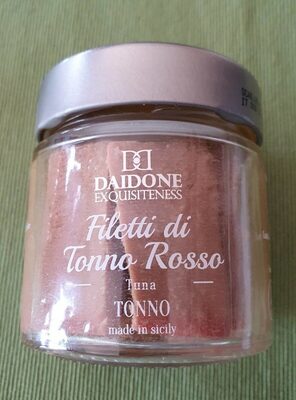 DAIDONE
EXQUISITENESS
Filetti di
Tonno Rosso
Tuna
TONNO
made in sicily